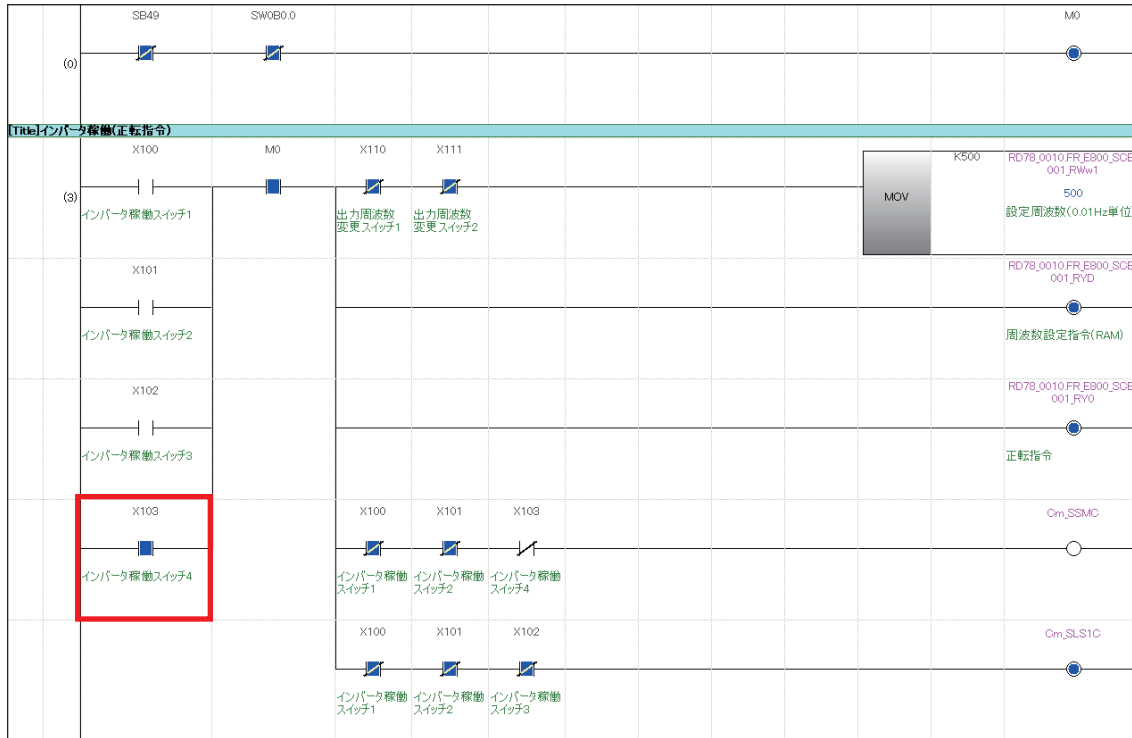 SB49 SW0B0.0 M0
(0)
[Title]インバータ稼働(正転指令)
X100 M0 X110 X111 K500 RD78_0010.FR_E800_SCE
001_RWw1
(3) MOV 500
インバータ稼働スイッチ1 出力周波数 出力周波数 設定周波数(0.01Hz単位)
変更スイッチ1 変更スイッチ2
X101 RD78_0010.FR_E800_SCE
001_RYD
インバータ稼働スイッチ2 周波数設定指令(RAM)
X102 RD78_0010.FR_E800_SCE
001_RY0
インバータ稼働スイッチ3 正転指令
X103 X100 X101 X103 Cm_SSMC
インバータ稼働スイッチ4 インバータ稼働 インバータ稼働 インバータ稼働
スイッチ1 スイッチ2 スイッチ4
X100 X101 X102 Cm_SLS1C
インバータ稼働 インバータ稼働 インバータ稼働
スイッチ1 スイッチ2 スイッチ3